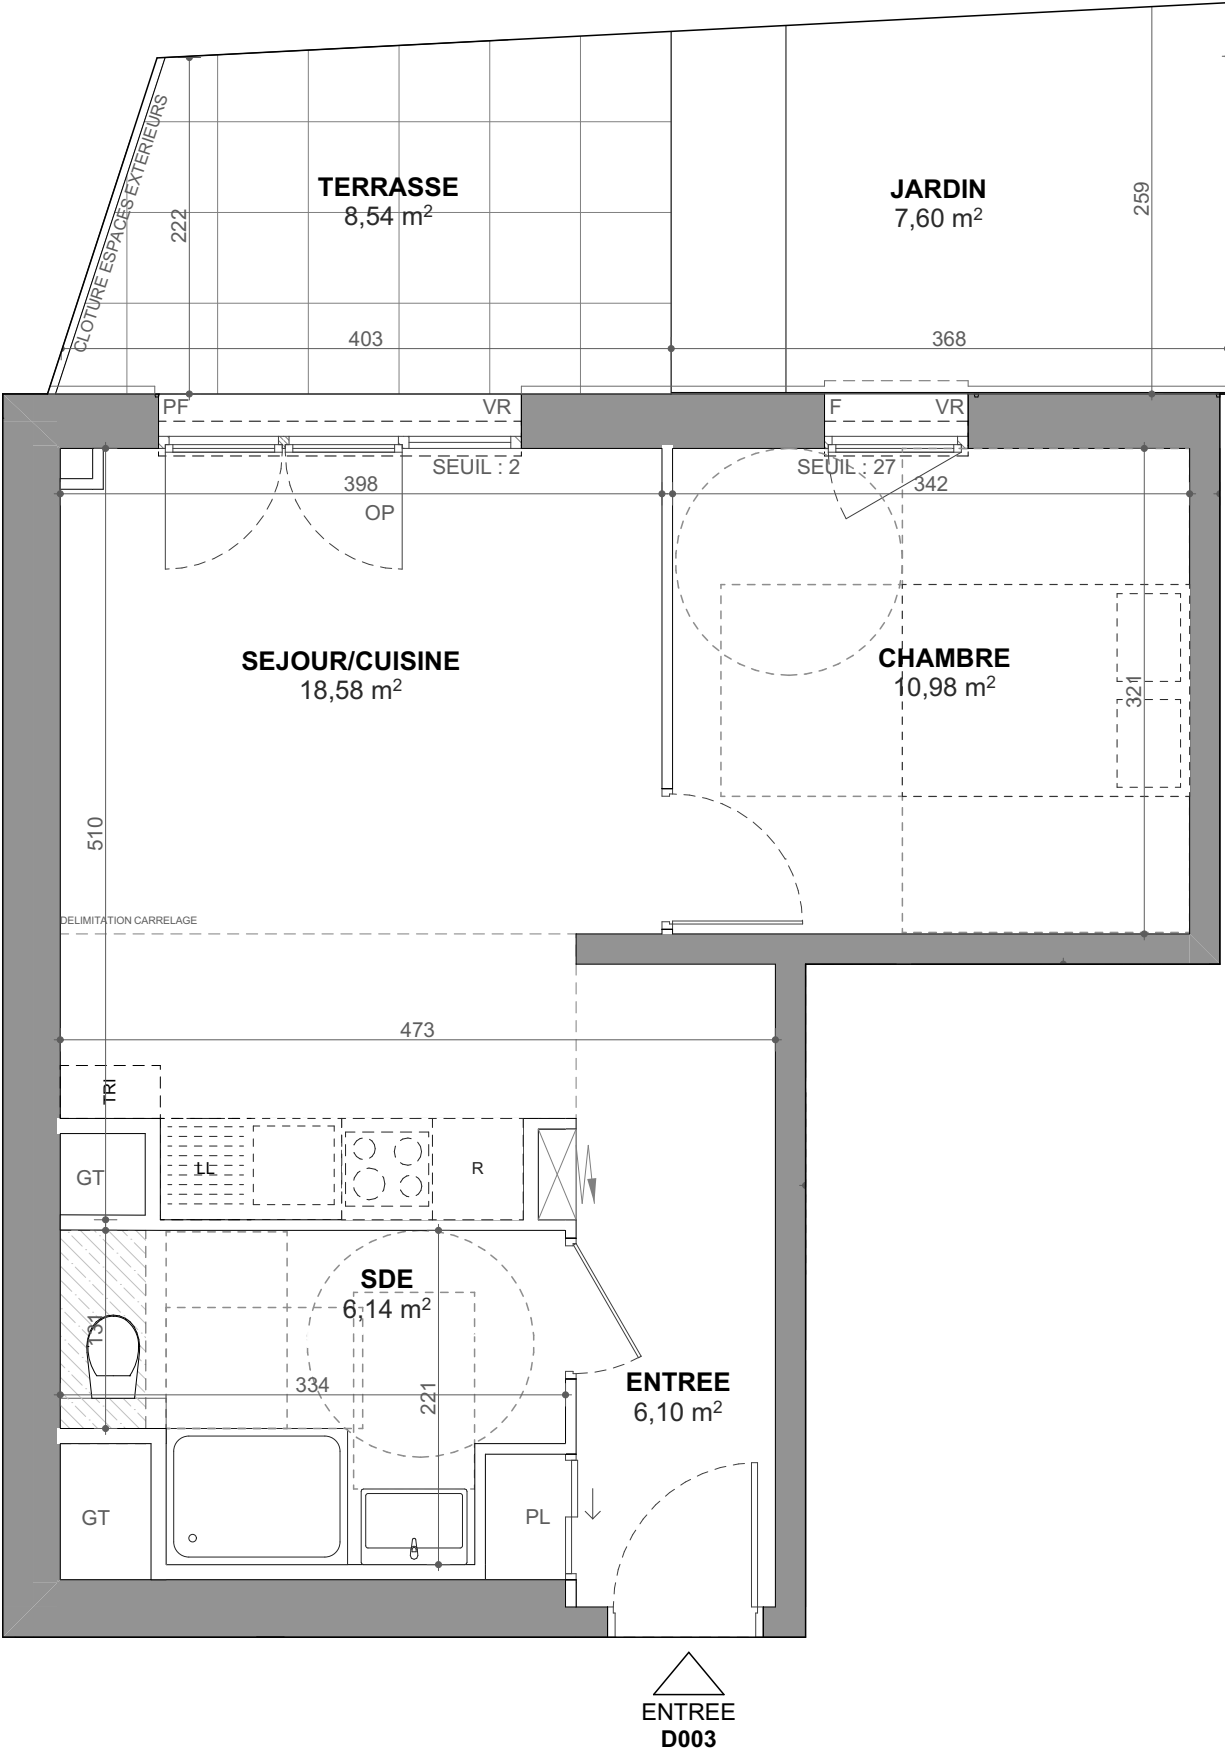 CLOTURE ESPACES EXTERIEURS
TERRASSE
8,54 m²
222
403
JARDIN
7,60 m²
259
368
PF
VR
SEUIL : 2
398
OP
F
VR
SEUIL : 27
342
SEJOUR/CUISINE
18,58 m²
CHAMBRE
10,98 m²
321
510
DELIMITATION CARRELAGE
473
TRI
GT
LL
R
SDE
6,14 m²
131
334
221
ENTREE
6,10 m²
GT
PL
ENTREE
D003